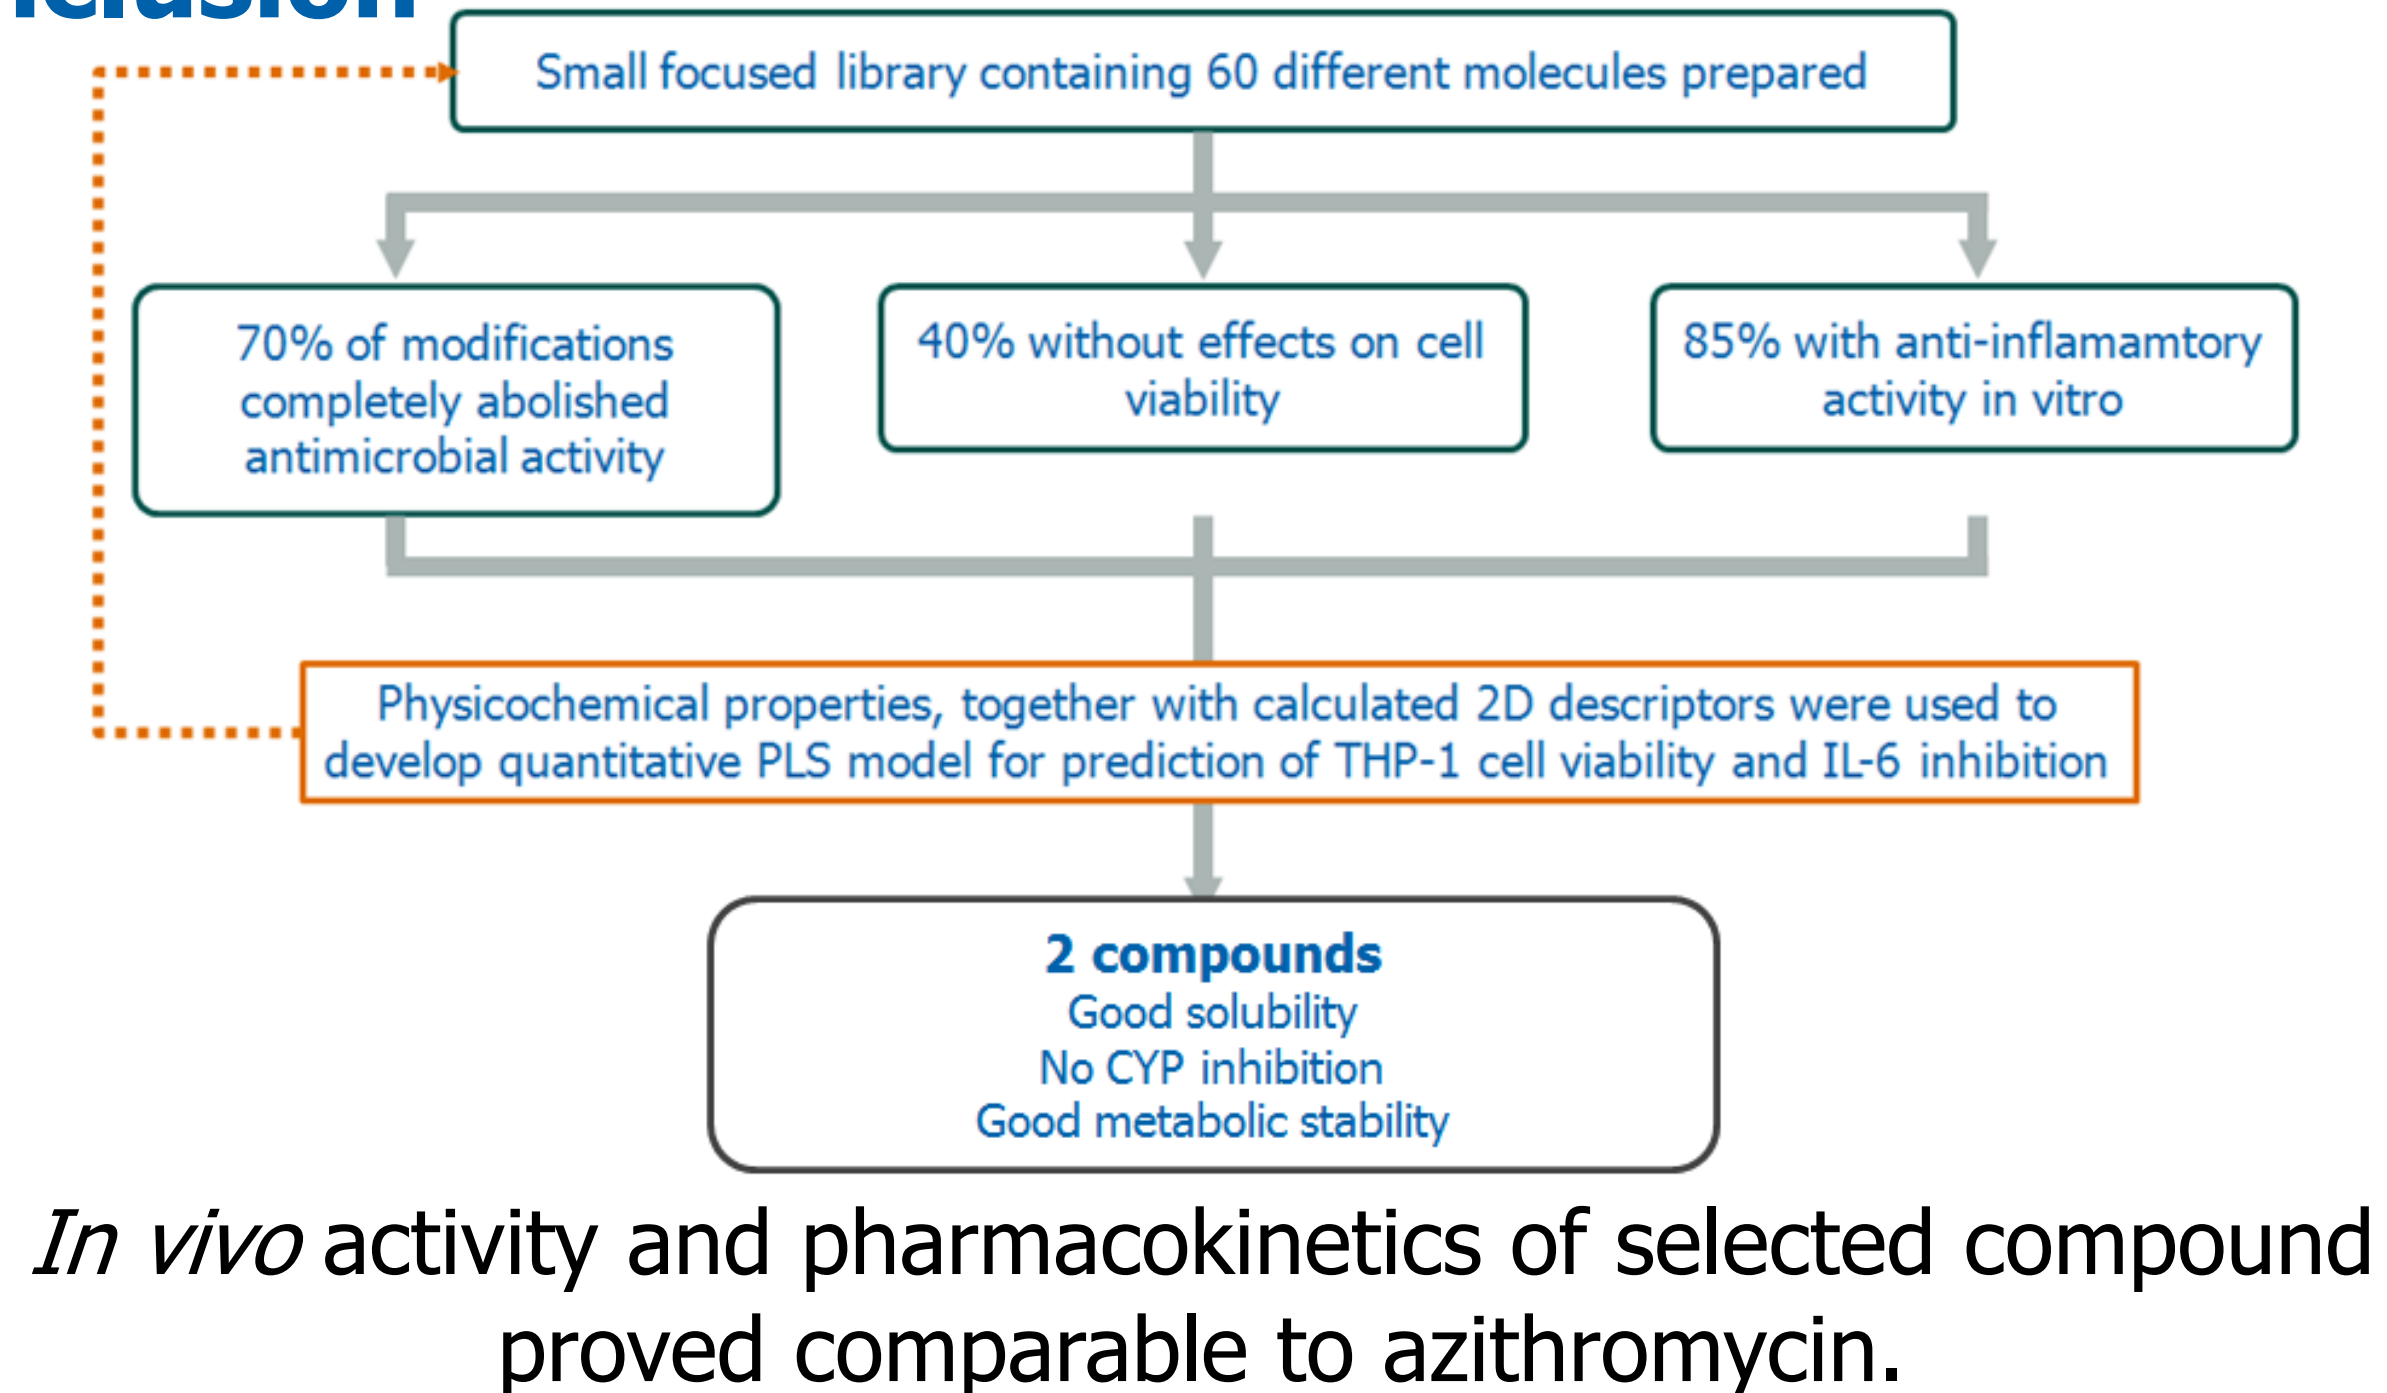 nclusion
Small focused library containing 60 different molecules prepared
70% of modifications
completely abolished
antimicrobial activity
40% without effects on cell
viability
85% with anti-inflamamtory
activity in vitro
Physicochemical properties, together with calculated 2D descriptors were used to
develop quantitative PLS model for prediction of THP-1 cell viability and IL-6 inhibition
2 compounds
Good solubility
No CYP inhibition
Good metabolic stability
In vivo activity and pharmacokinetics of selected compound
proved comparable to azithromycin.